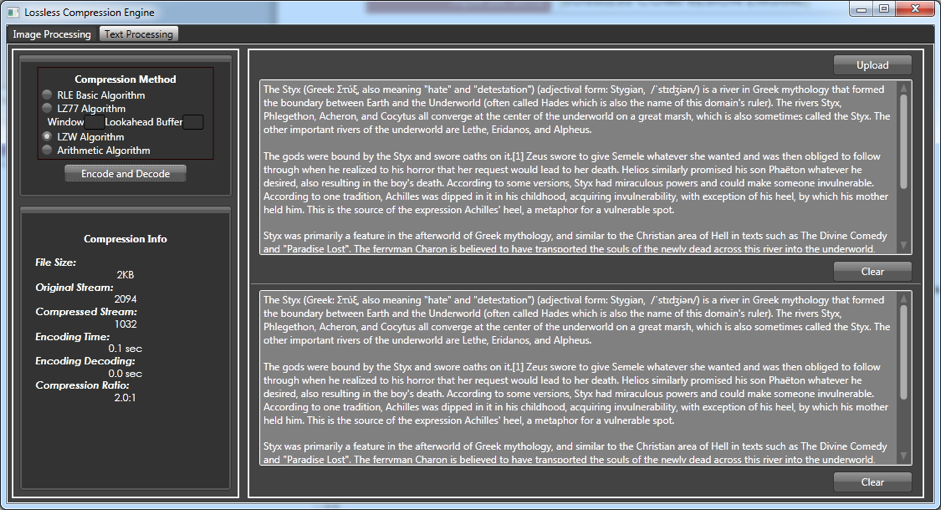 Lossless Compression Engine
Image Processing
Text Processing
Compression Method
RLE Basic Algorithm
LZ77 Algorithm
Window
Lookahead Buffer
LZW Algorithm
Arithmetic Algorithm
Encode and Decode
Compression Info
File Size:
2KB
Original Stream:
2094
Compressed Stream:
1032
Encoding Time:
0.1 sec
Encoding Decoding:
0.0 sec
Compression Ratio:
2.0:1
Upload
The Styx (Greek: Στύξ, also meaning "hate" and "detestation") (adjectival form: Stygian, /ˈstɪdʒiən/) is a river in Greek mythology that formed
the boundary between Earth and the Underworld (often called Hades which is also the name of this domain's ruler). The rivers Styx,
Phlegethon, Acheron, and Cocytus all converge at the center of the underworld on a great marsh, which is also sometimes called the Styx. The
other important rivers of the underworld are Lethe, Eridanos, and Alpheus.
The gods were bound by the Styx and swore oaths on it.[1] Zeus swore to give Semele whatever she wanted and was then obliged to follow
through when he realized to his horror that her request would lead to her death. Helios similarly promised his son Phaëton whatever he
desired, also resulting in the boy's death. According to some versions, Styx had miraculous powers and could make someone invulnerable.
According to one tradition, Achilles was dipped in it in his childhood, acquiring invulnerability, with exception of his heel, by which his mother
held him. This is the source of the expression Achilles' heel, a metaphor for a vulnerable spot.
Styx was primarily a feature in the afterworld of Greek mythology, and similar to the Christian area of Hell in texts such as The Divine Comedy
and "Paradise Lost". The ferryman Charon is believed to have transported the souls of the newly dead across this river into the underworld.
Clear
The Styx (Greek: Στύξ, also meaning "hate" and "detestation") (adjectival form: Stygian, /ˈstɪdʒiən/) is a river in Greek mythology that formed
the boundary between Earth and the Underworld (often called Hades which is also the name of this domain's ruler). The rivers Styx,
Phlegethon, Acheron, and Cocytus all converge at the center of the underworld on a great marsh, which is also sometimes called the Styx. The
other important rivers of the underworld are Lethe, Eridanos, and Alpheus.
The gods were bound by the Styx and swore oaths on it.[1] Zeus swore to give Semele whatever she wanted and was then obliged to follow
through when he realized to his horror that her request would lead to her death. Helios similarly promised his son Phaëton whatever he
desired, also resulting in the boy's death. According to some versions, Styx had miraculous powers and could make someone invulnerable.
According to one tradition, Achilles was dipped in it in his childhood, acquiring invulnerability, with exception of his heel, by which his mother
held him. This is the source of the expression Achilles' heel, a metaphor for a vulnerable spot.
Styx was primarily a feature in the afterworld of Greek mythology, and similar to the Christian area of Hell in texts such as The Divine Comedy
and "Paradise Lost". The ferryman Charon is believed to have transported the souls of the newly dead across this river into the underworld.
Clear